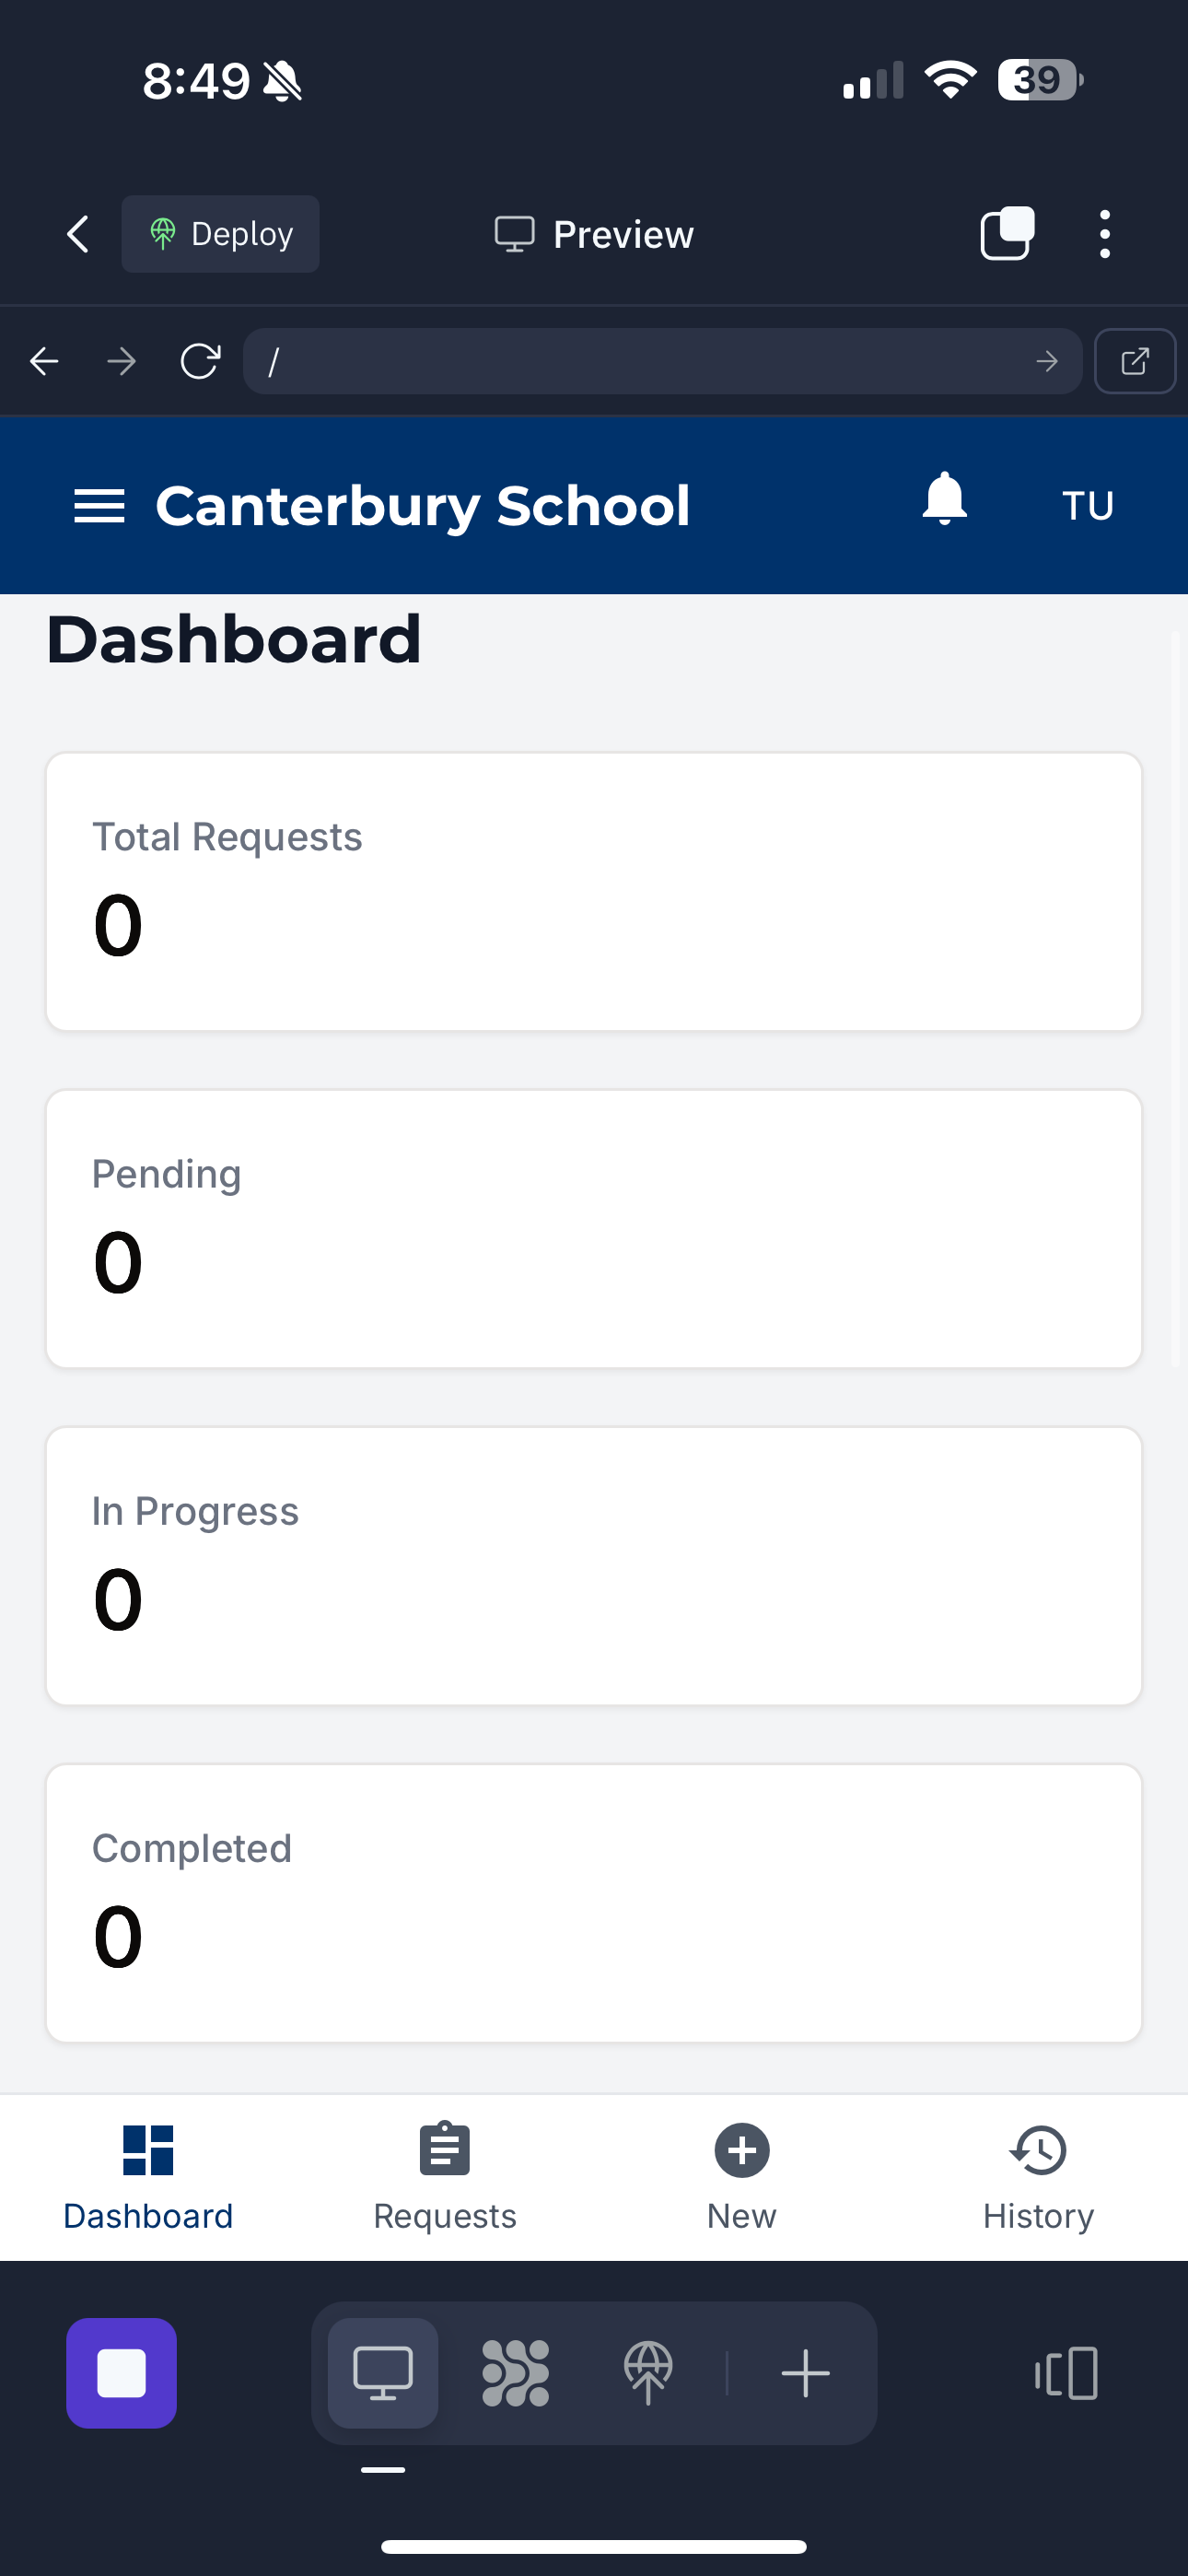 8:49
39
Deploy
Preview
/
Canterbury School
TU
Dashboard
Total Requests
0
Pending
0
In Progress
0
Completed
0
Dashboard
Requests
New
History